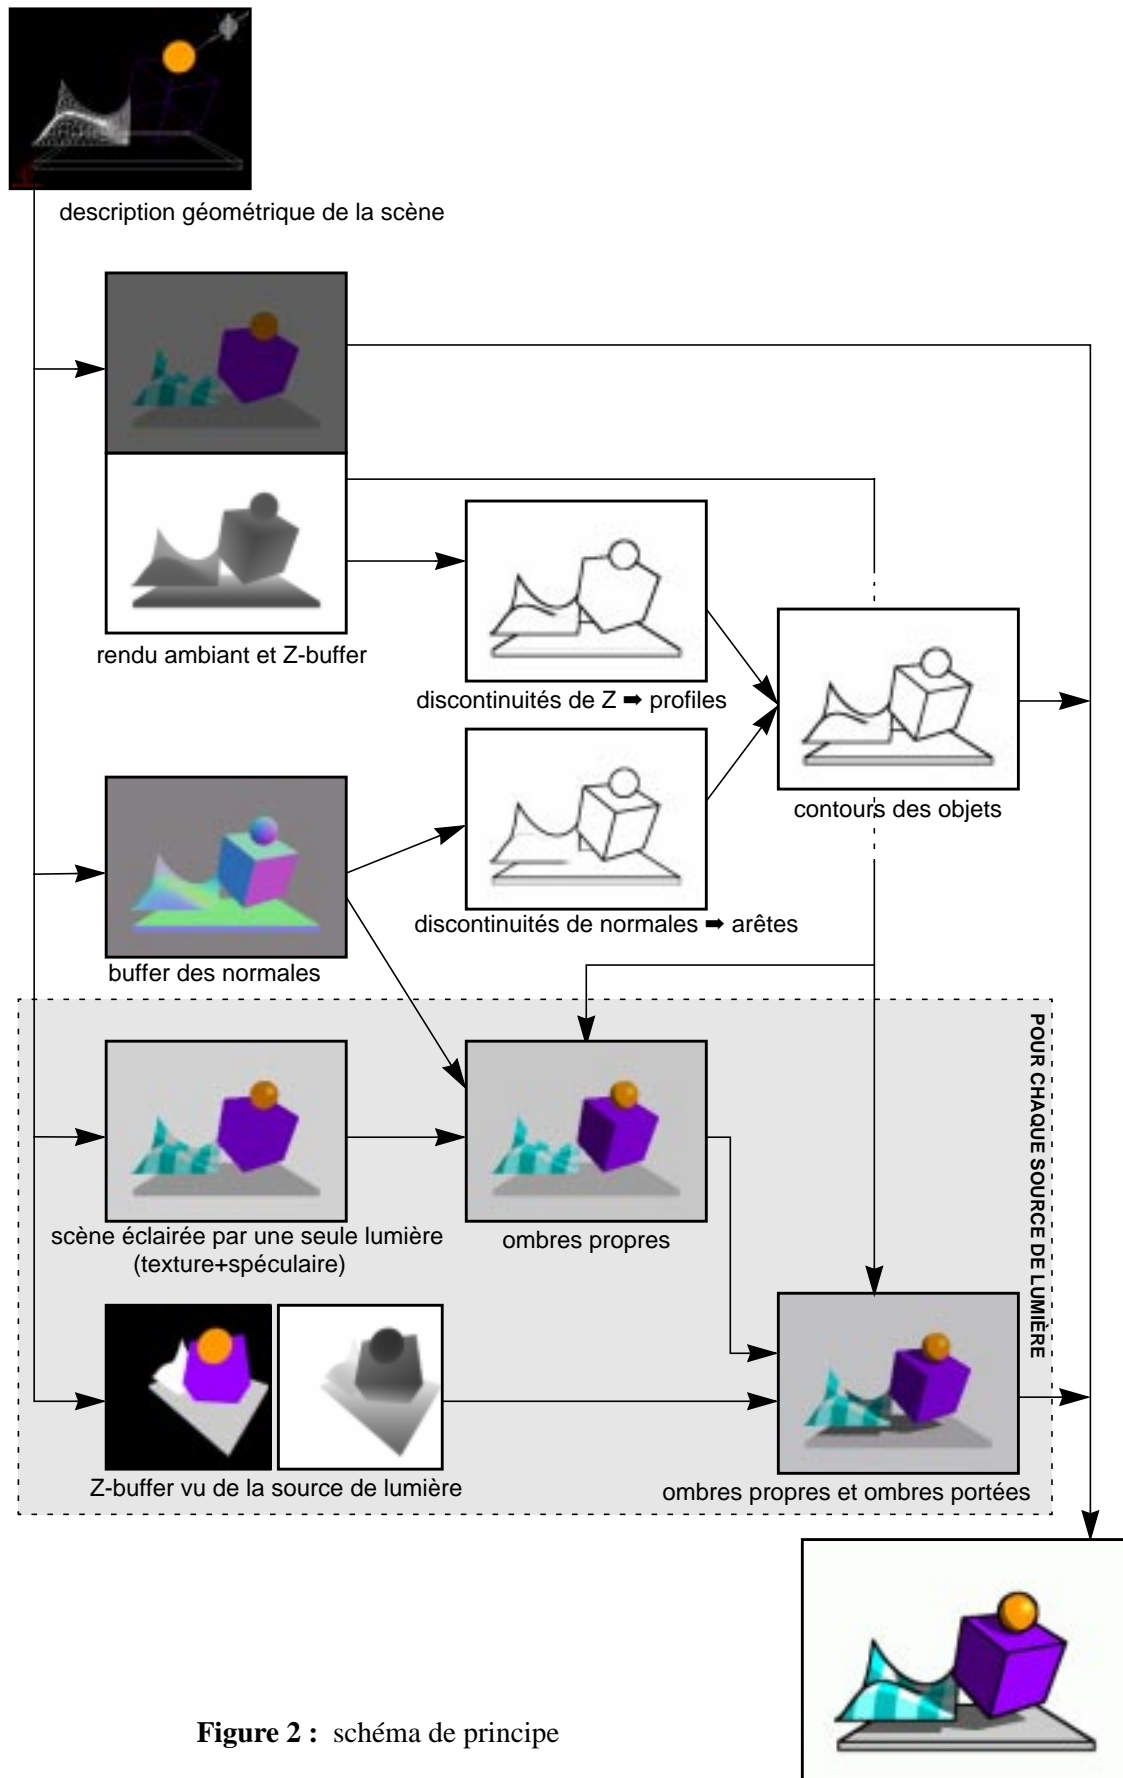 description géométrique de la scène
rendu ambiant et Z-buffer
discontinuités de Z ➡ profiles
contours des objets
discontinuités de normales ➡ arêtes
buffer des normales
POUR CHAQUE SOURCE DE LUMIÈRE
scène éclairée par une seule lumière
(texture+spéculaire)
ombres propres
Z-buffer vu de la source de lumière
ombres propres et ombres portées
Figure 2 : schéma de principe